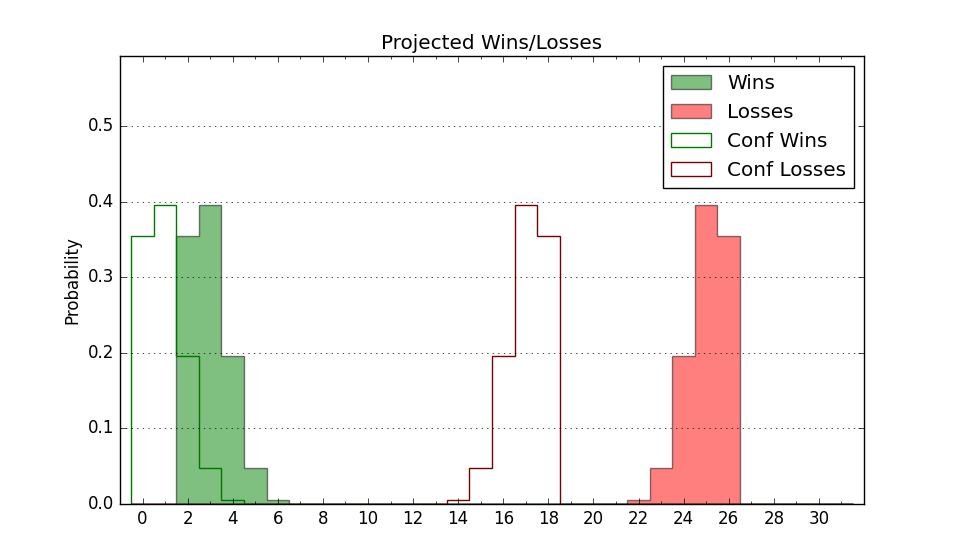 Projected Wins/Losses
Wins
Losses
Conf Wins
Conf Losses
Probability
0.5
0.4
0.3
0.2
0.1
0.0
0 2 4 6 8 10 12 14 16 18 20 22 24 26 28 30